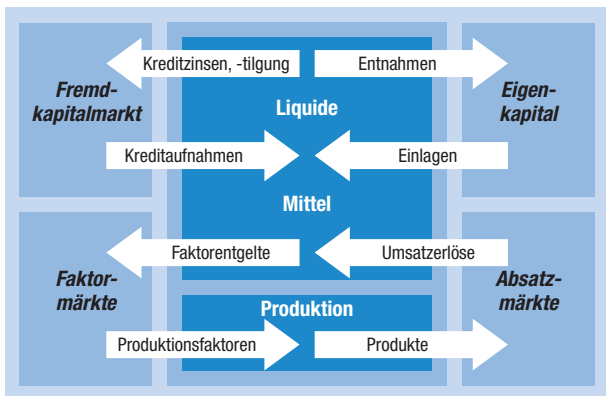 Kreditzinsen, -tilgung
Entnahmen
Fremd-
kapitalmarkt
Liquide
Eigen-
kapital
Kreditaufnahmen
Einlagen
Mittel
Faktorentgelte
Umsatzerlöse
Faktor-
märkte
Produktion
Absatz-
märkte
Produktionsfaktoren
Produkte